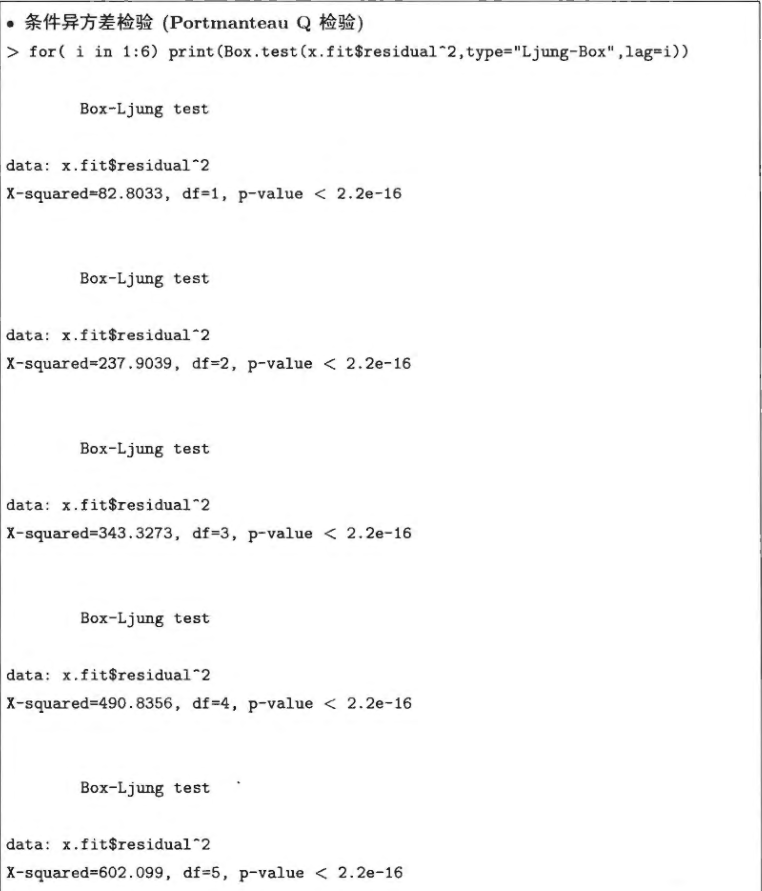 • 条件异方差检验 (Portmanteau Q 检验)
> for( i in 1:6) print(Box.test(x.fit$residual^2,type="Ljung-Box",lag=i))
Box-Ljung test
data: x.fit$residual^2
X-squared=82.8033, df=1, p-value < 2.2e-16
Box-Ljung test
data: x.fit$residual^2
X-squared=237.9039, df=2, p-value < 2.2e-16
Box-Ljung test
data: x.fit$residual^2
X-squared=343.3273, df=3, p-value < 2.2e-16
Box-Ljung test
data: x.fit$residual^2
X-squared=490.8356, df=4, p-value < 2.2e-16
Box-Ljung test
data: x.fit$residual^2
X-squared=602.099, df=5, p-value < 2.2e-16